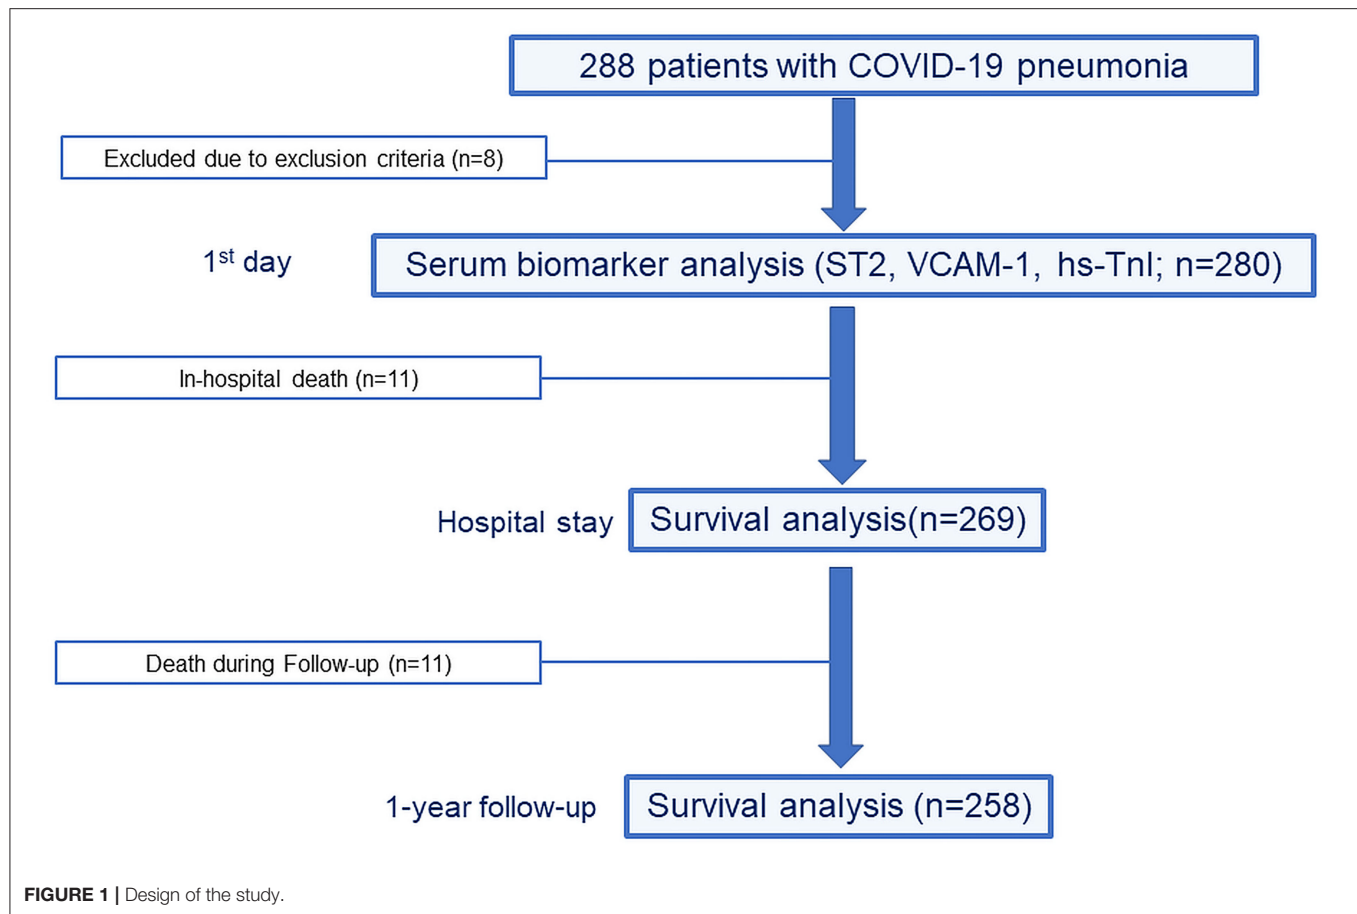 288 patients with COVID-19 pneumonia
Excluded due to exclusion criteria (n=8)
1st day
Serum biomarker analysis (ST2, VCAM-1, hs-TnI; n=280)
In-hospital death (n=11)
Hospital stay
Survival analysis(n=269)
Death during Follow-up (n=11)
1-year follow-up
Survival analysis (n=258)
FIGURE 1 | Design of the study.